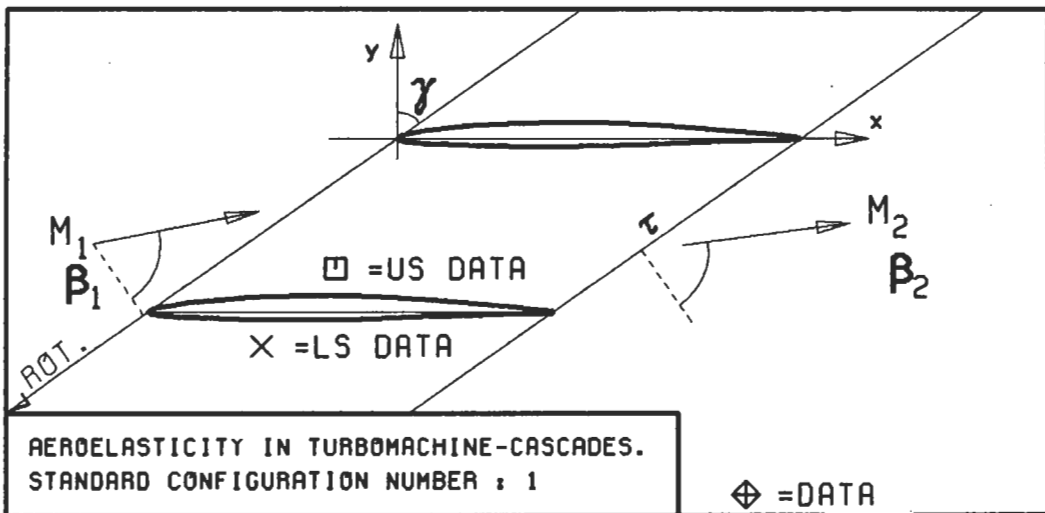 y
γ
x
M₁
β₁
τ
M₂
β₂
=US DATA
× =LS DATA
ROT.
AEROELASTICITY IN TURBOMACHINE-CASCADES.
STANDARD CONFIGURATION NUMBER : 1
=DATA